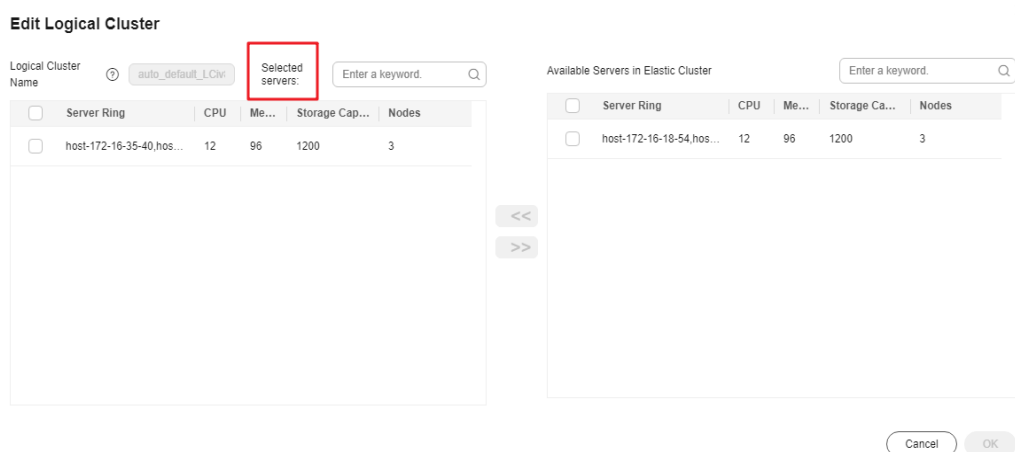 Edit Logical Cluster
Logical Cluster
Name
?
auto_default_LCiv
Selected
servers:
Enter a keyword.
Available Servers in Elastic Cluster
Enter a keyword.
Server Ring CPU Me... Storage Cap... Nodes
host-172-16-35-40,hos... 12 96 1200 3
Server Ring CPU Me... Storage Ca... Nodes
host-172-16-18-54,hos... 12 96 1200 3
<<
>>
Cancel OK